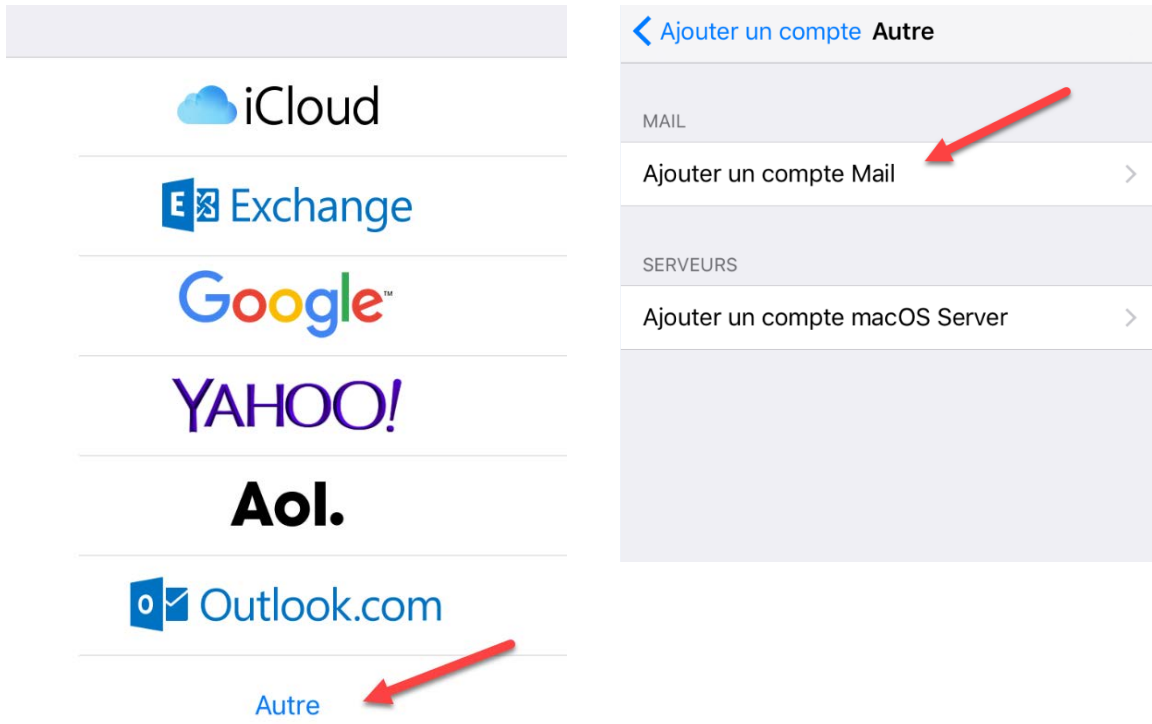 iCloud
E Exchange
Google™
YAHOO!
Aol.
o Outlook.com
Autre
Ajouter un compte Autre
MAIL
Ajouter un compte Mail
SERVEURS
Ajouter un compte macOS Server